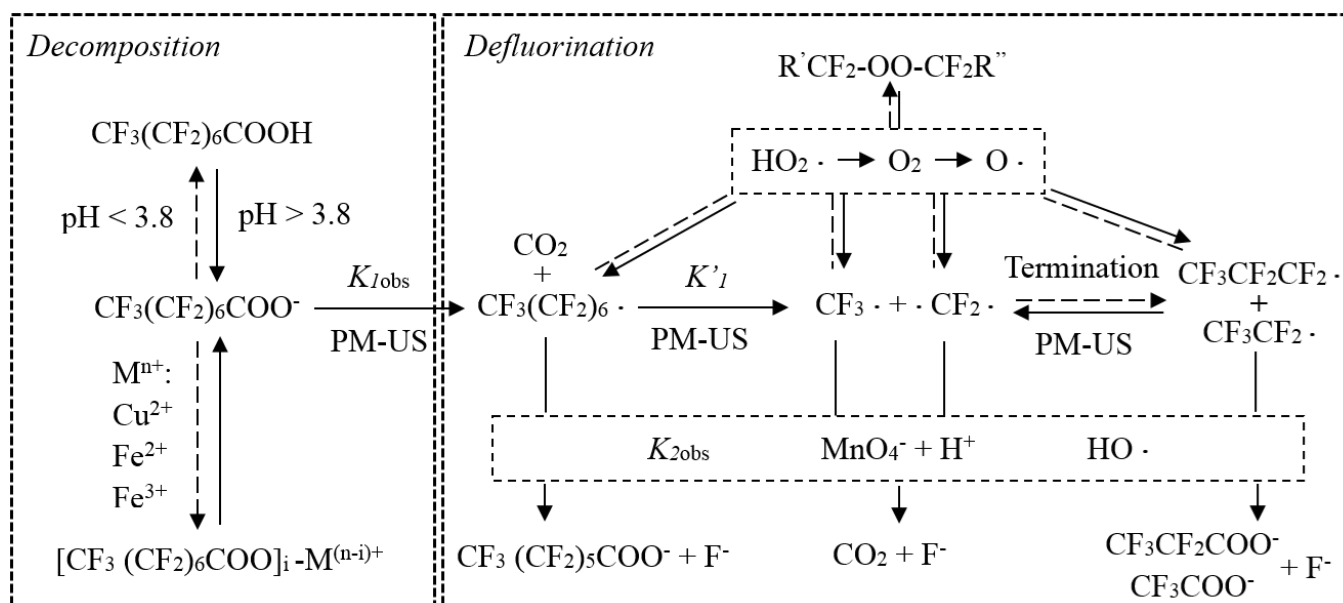 Decomposition
CF₃(CF₂)₆COOH
pH < 3.8
pH > 3.8
CF₃(CF₂)₆COO⁻
Mⁿ⁺:
Cu²⁺
Fe²⁺
Fe³⁺
[CF₃ (CF₂)₆COO]ᵢ -M⁽ⁿ⁻ⁱ⁾⁺
K₁obs
PM-US
Defluorination
R'CF₂-OO-CF₂R”
HO₂ · O₂ O ·
CO₂
+
CF₃(CF₂)₆ ·
K’₁
PM-US
CF₃ · + · CF₂ ·
Termination
PM-US
CF₃CF₂CF₂ ·
+
CF₃CF₂ ·
K₂obs MnO₄⁻ + H⁺ HO ·
CF₃ (CF₂)₅COO⁻ + F⁻
CO₂ + F⁻
CF₃CF₂COO⁻
CF₃COO⁻
+ F⁻